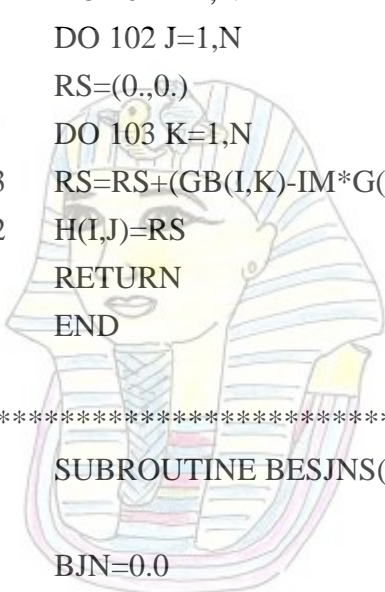 DO 102 J=1,N
RS=(0.,0.)
DO 103 K=1,N
3 RS=RS+(GB(I,K)-IM*G(
2 H(I,J)=RS
RETURN
END
******************************
SUBROUTINE BESJNS(
BJN=0.0